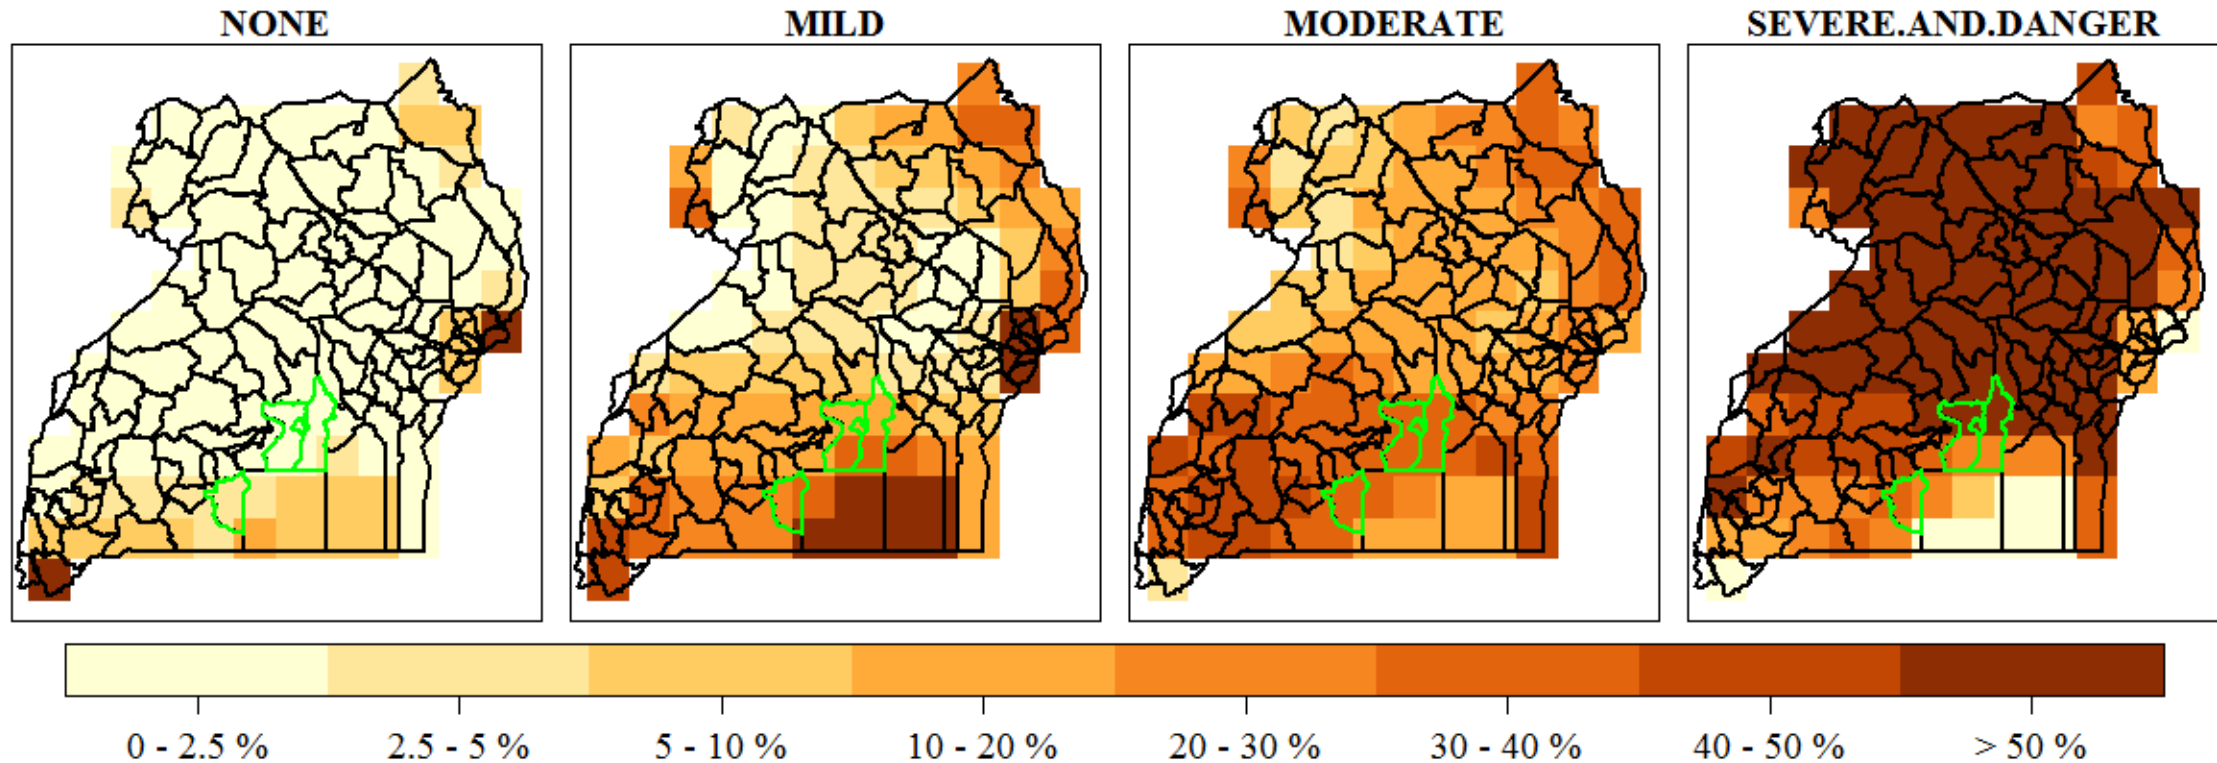 NONE MILD MODERATE SEVERE.AND.DANGER
0 - 2.5 % 2.5 - 5 % 5 - 10 % 10 - 20 % 20 - 30 % 30 - 40 % 40 - 50 % > 50 %